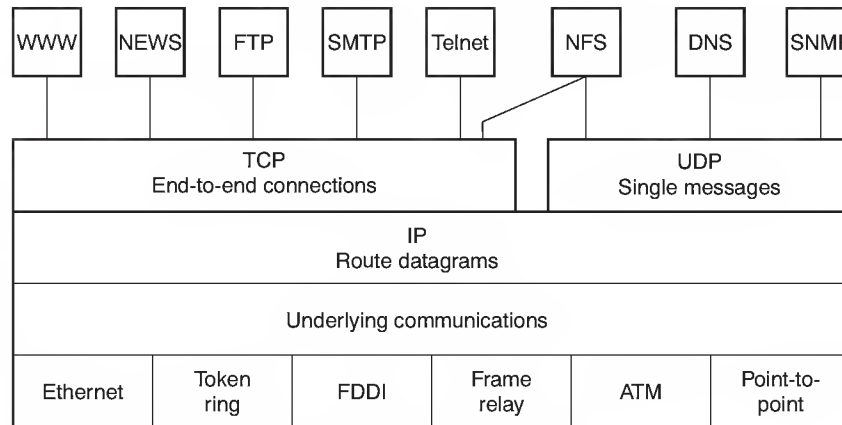 WWW NEWS FTP SMTP Telnet NFS DNS SNMP
TCP
End-to-end connections
UDP
Single messages
IP
Route datagrams
Underlying communications
Ethernet
Token
ring
FDDI
Frame
relay
ATM
Point-to-
point